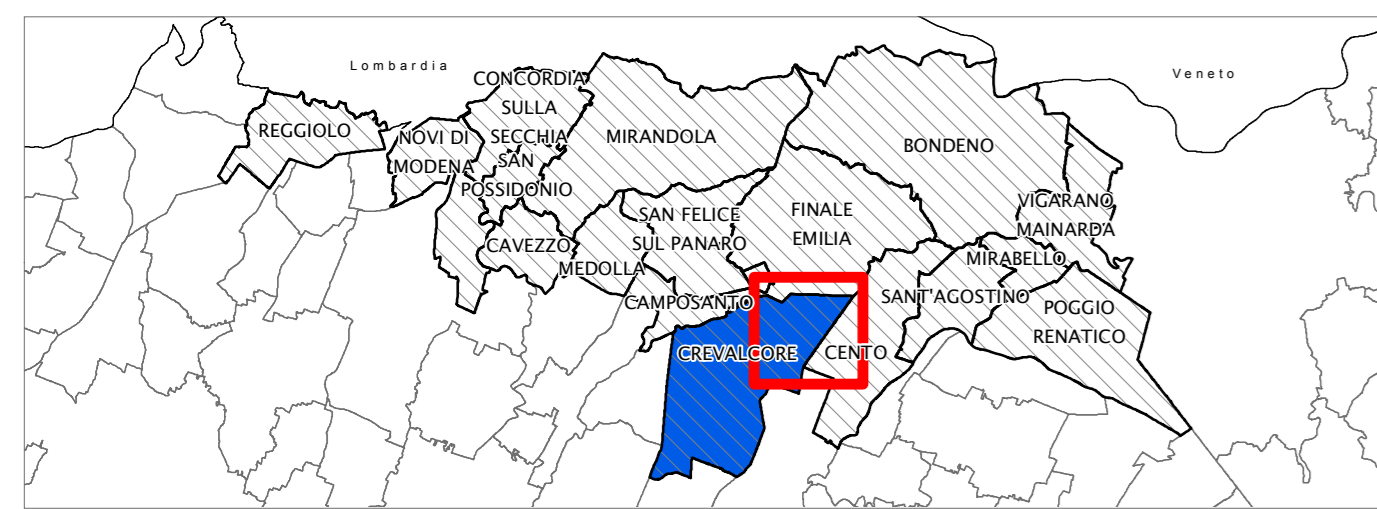 Lombardia
Veneto
CONCORDIA
SULLA
SECCHIA
REGGIOLO
NOVI DI
MODENA
SAN
POSSIDONIO
MIRANDOLA
BONDENO
CAVEZZO
MEDOLLA
SAN FELICE
SUL PANARO
FINALE
EMILIA
VIGARANO
MAINARDA
MIRABELLO
CAMPOSANTO
SANT'AGOSTINO
POGGIO
RENATICO
CREVALCORE
CENTO